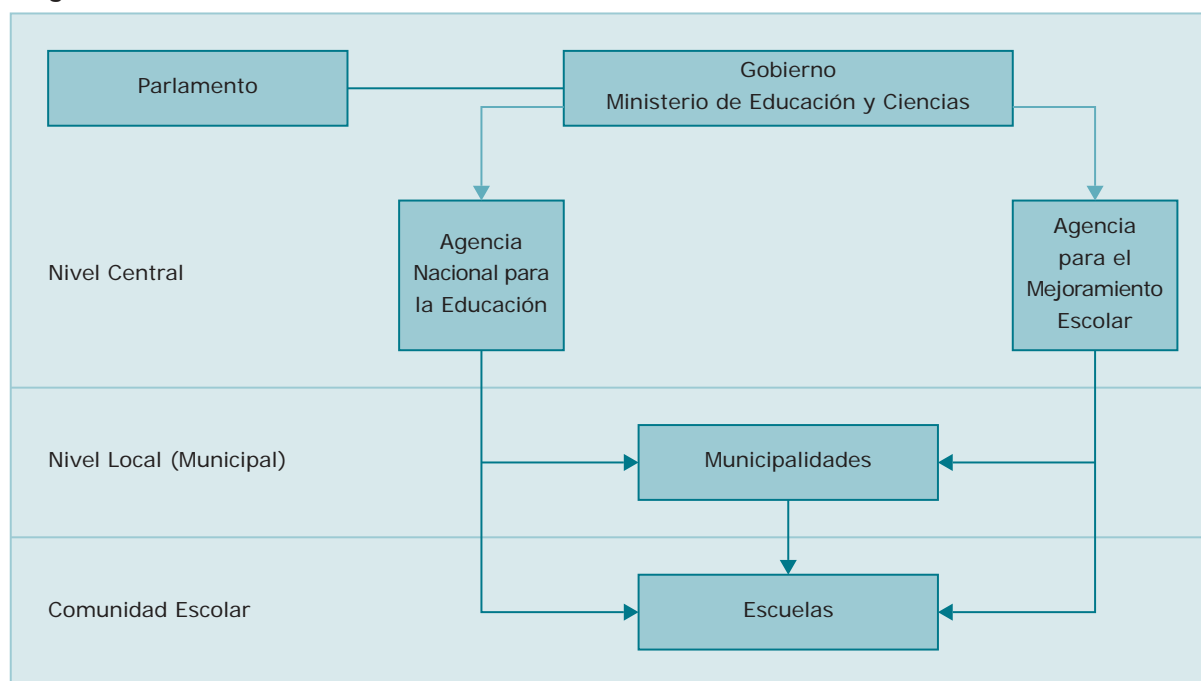 Parlamento
Gobierno
Ministerio de Educación y Ciencias
Nivel Central
Agencia
Nacional para
la Educación
Agencia
para el
Mejoramiento
Escolar
Nivel Local (Municipal)
Municipalidades
Comunidad Escolar
Escuelas